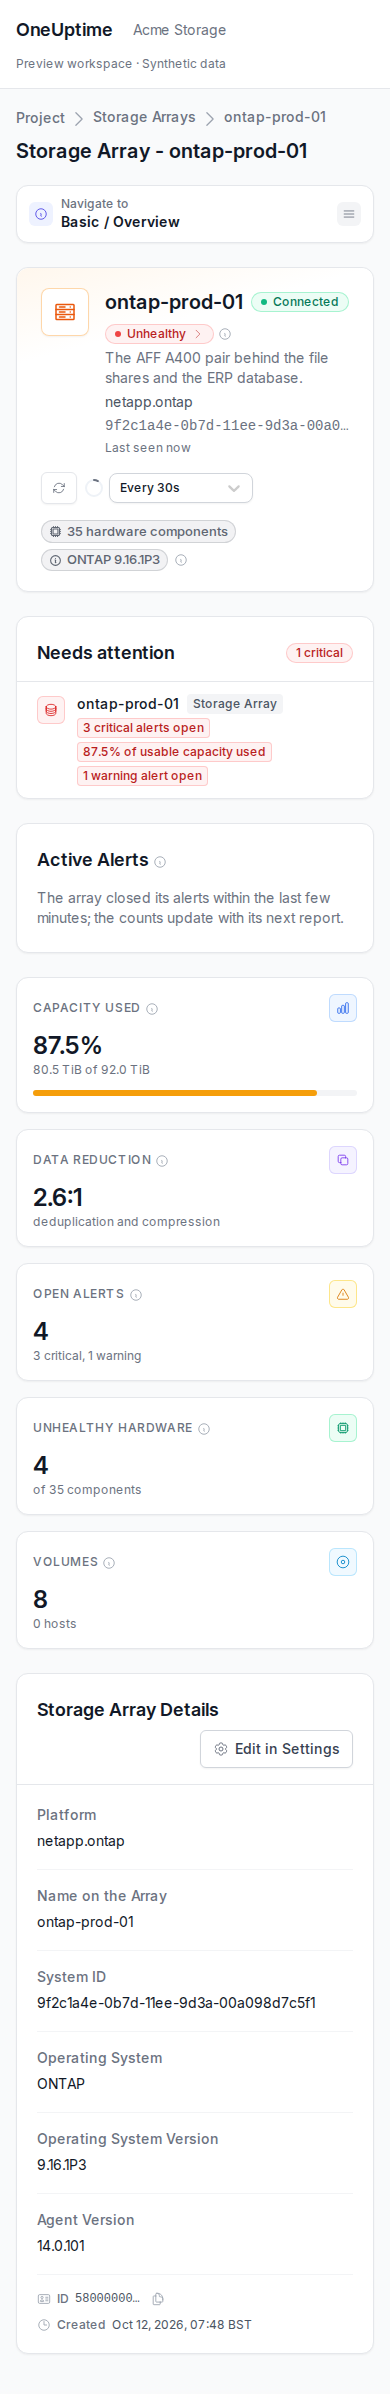 OneUptime Acme Storage
Preview workspace · Synthetic data
Project Storage Arrays ontap-prod-01
Storage Array - ontap-prod-01
Navigate to
Basic / Overview
ontap-prod-01 Connected
Unhealthy
The AFF A400 pair behind the file
shares and the ERP database.
netapp.ontap
9f2c1a4e-0b7d-11ee-9d3a-00a0…
Last seen now
Every 30s
35 hardware components
ONTAP 9.16.1P3
Needs attention 1 critical
ontap-prod-01 Storage Array
3 critical alerts open
87.5% of usable capacity used
1 warning alert open
Active Alerts
The array closed its alerts within the last few
minutes; the counts update with its next report.
CAPACITY USED
87.5%
80.5 TiB of 92.0 TiB
DATA REDUCTION
2.6:1
deduplication and compression
OPEN ALERTS
4
3 critical, 1 warning
UNHEALTHY HARDWARE
4
of 35 components
VOLUMES
8
0 hosts
Storage Array Details
Edit in Settings
Platform
netapp.ontap
Name on the Array
ontap-prod-01
System ID
9f2c1a4e-0b7d-11ee-9d3a-00a098d7c5f1
Operating System
ONTAP
Operating System Version
9.16.1P3
Agent Version
14.0.101
ID 58000000…
Created Oct 12, 2026, 07:48 BST